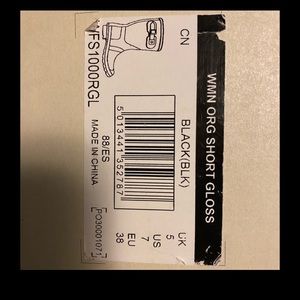 WMN ORG SHORT GLOSS
CN
BLACK(BLK)
UK US EU
5 7 38
5 013441 352787
WFS1000RGL
88/ES
MADE IN CHINA
[PO3000107]